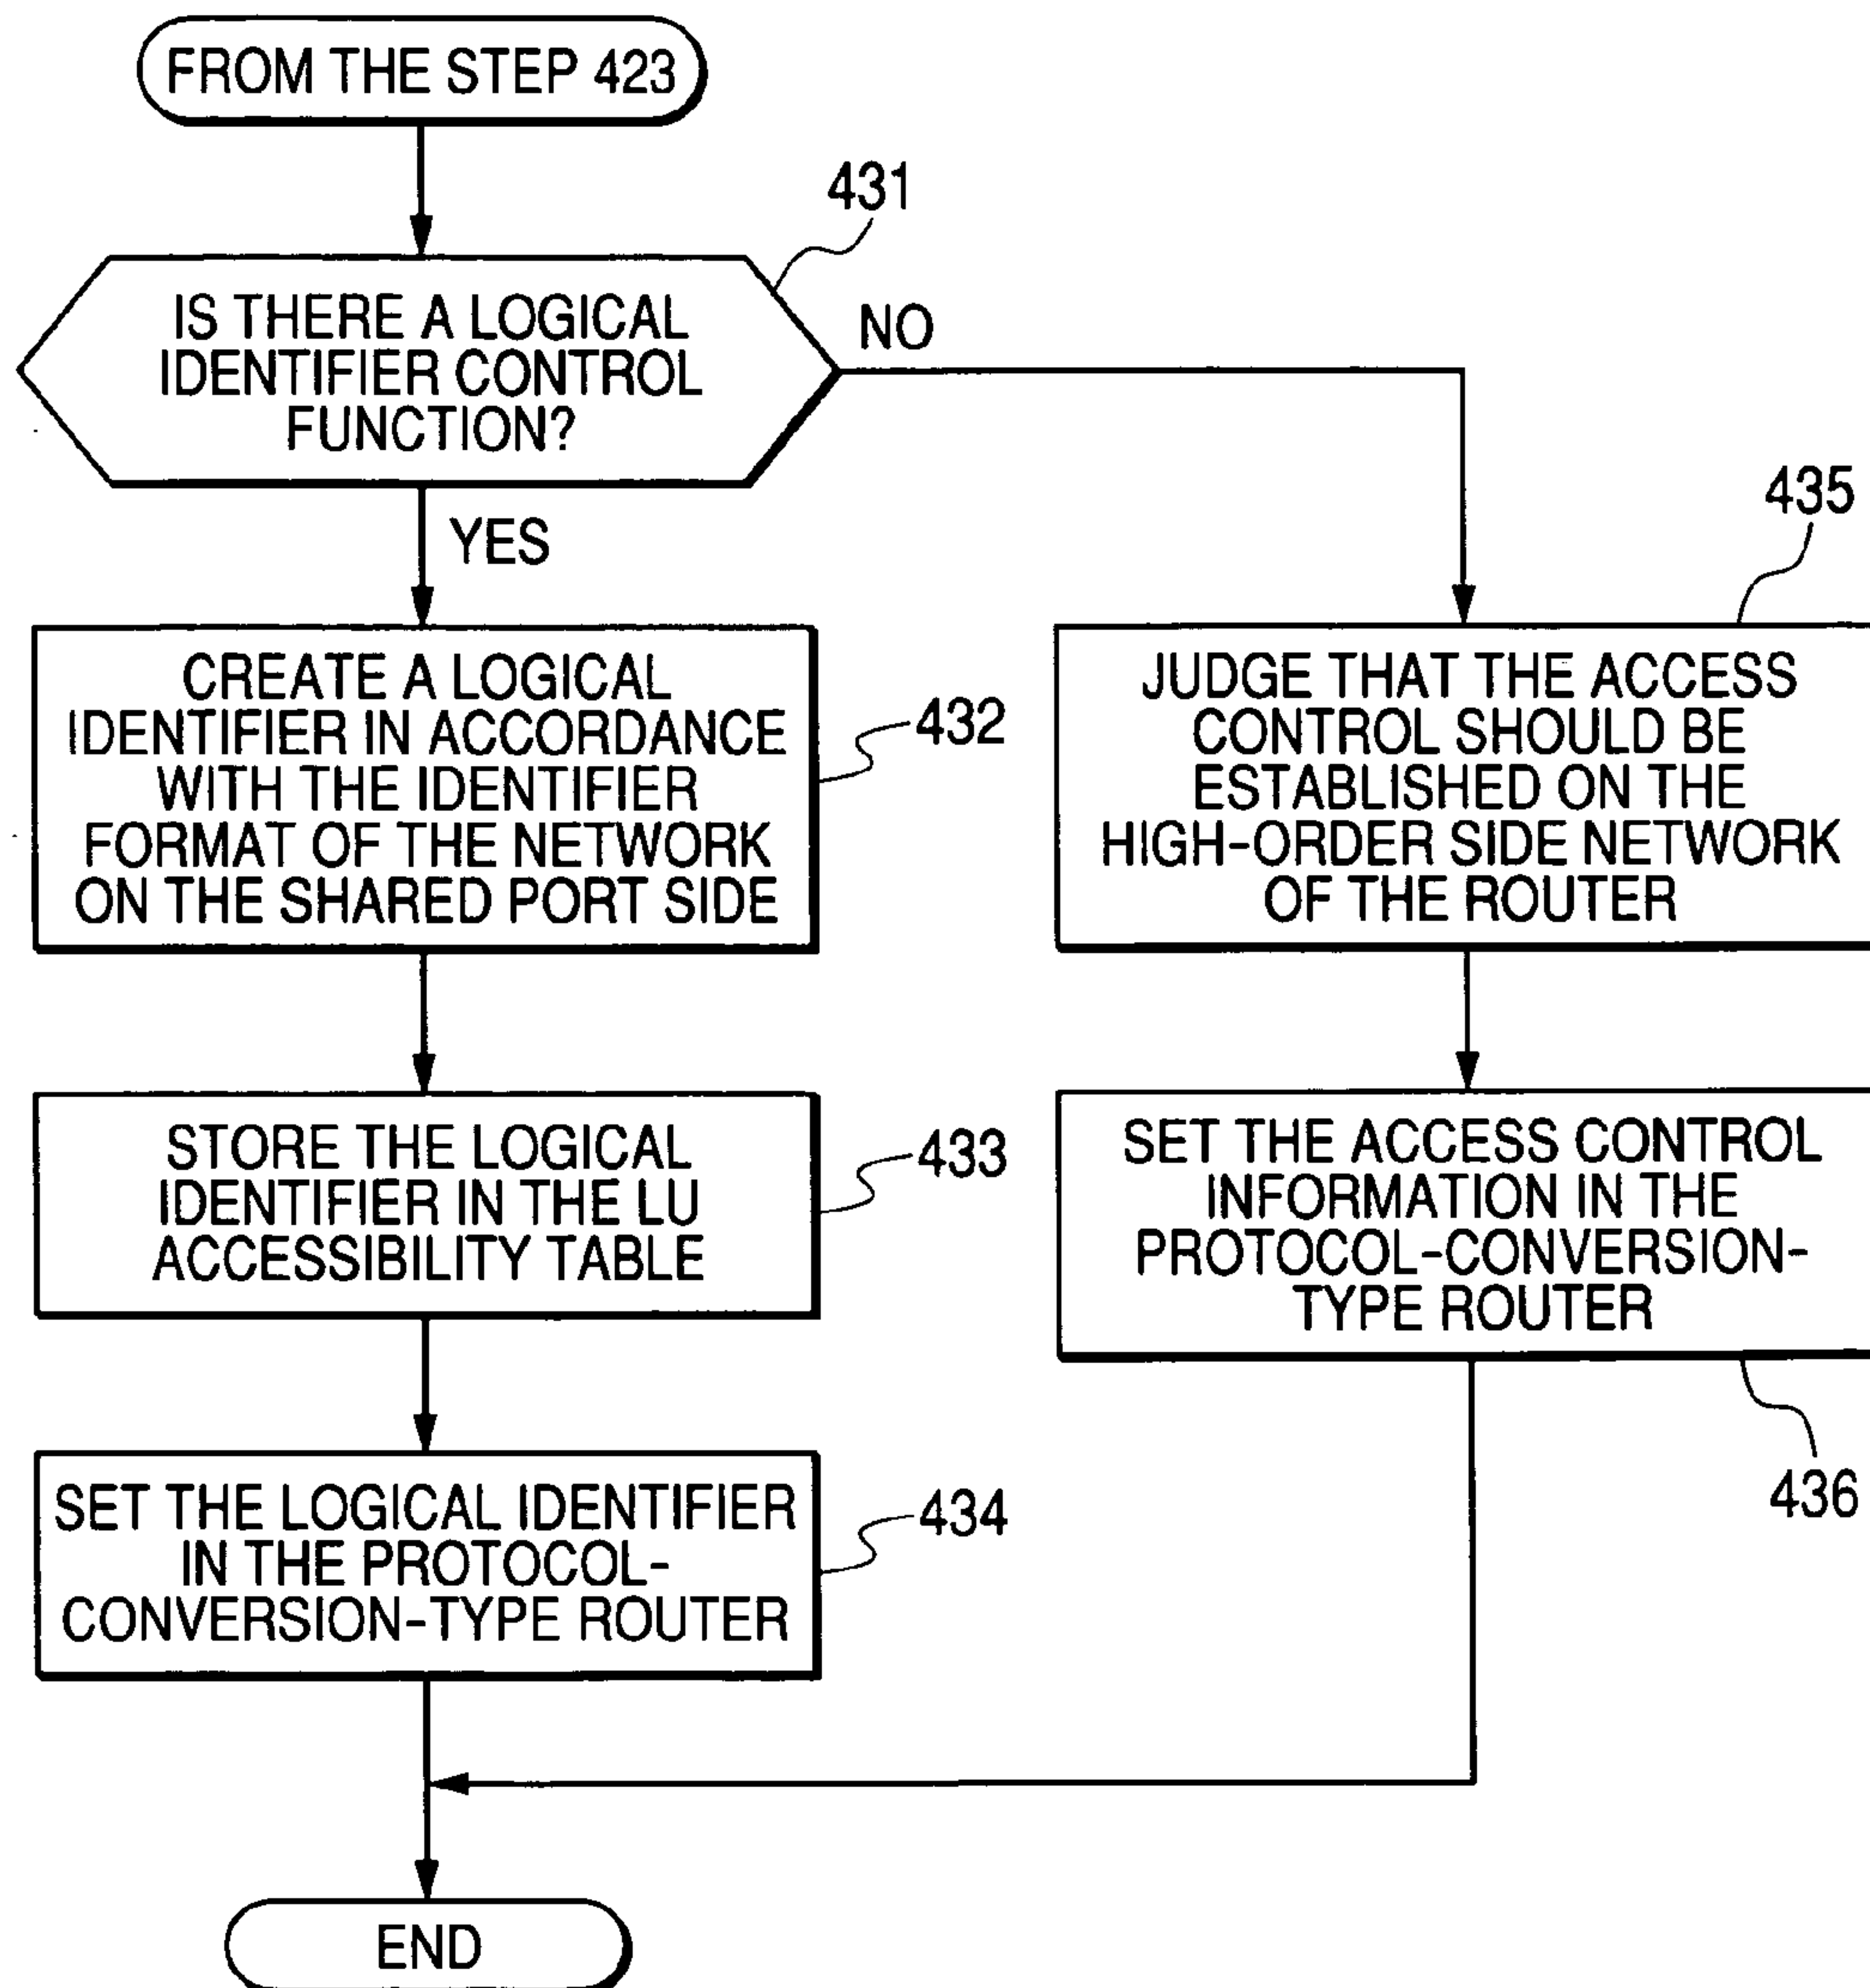 FROM THE STEP 423
431
IS THERE A LOGICAL
IDENTIFIER CONTROL
FUNCTION?
NO
YES
CREATE A LOGICAL
IDENTIFIER IN ACCORDANCE
WITH THE IDENTIFIER
FORMAT OF THE NETWORK
ON THE SHARED PORT SIDE
432
STORE THE LOGICAL
IDENTIFIER IN THE LU
ACCESSIBILITY TABLE
433
SET THE LOGICAL IDENTIFIER
IN THE PROTOCOL-
CONVERSION-TYPE ROUTER
434
435
JUDGE THAT THE ACCESS
CONTROL SHOULD BE
ESTABLISHED ON THE
HIGH-ORDER SIDE NETWORK
OF THE ROUTER
SET THE ACCESS CONTROL
INFORMATION IN THE
PROTOCOL-CONVERSION-
TYPE ROUTER
436
END